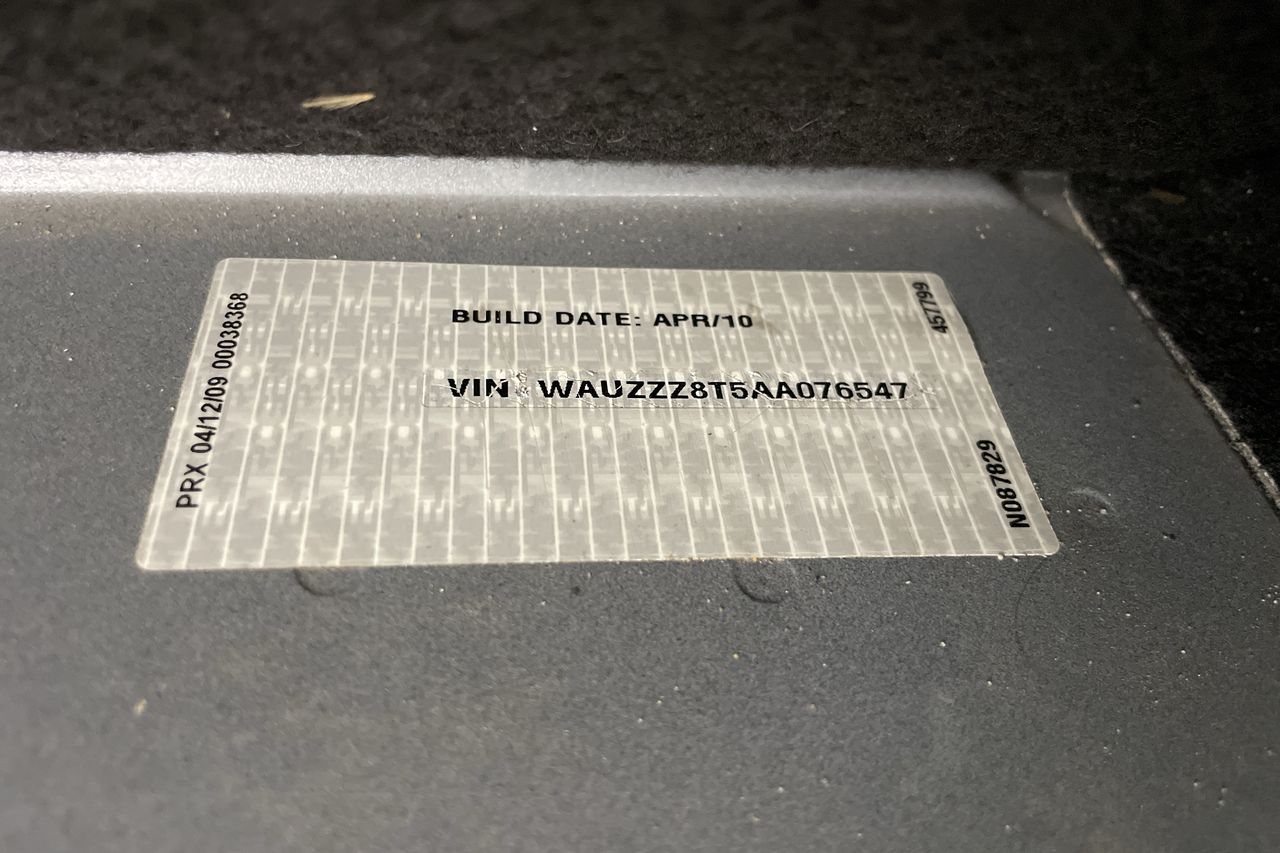 BUILD DATE: APR/10
VIN WAUZZZ8T5AA076547
PRX 04/12/09 00038368
457799
N087829